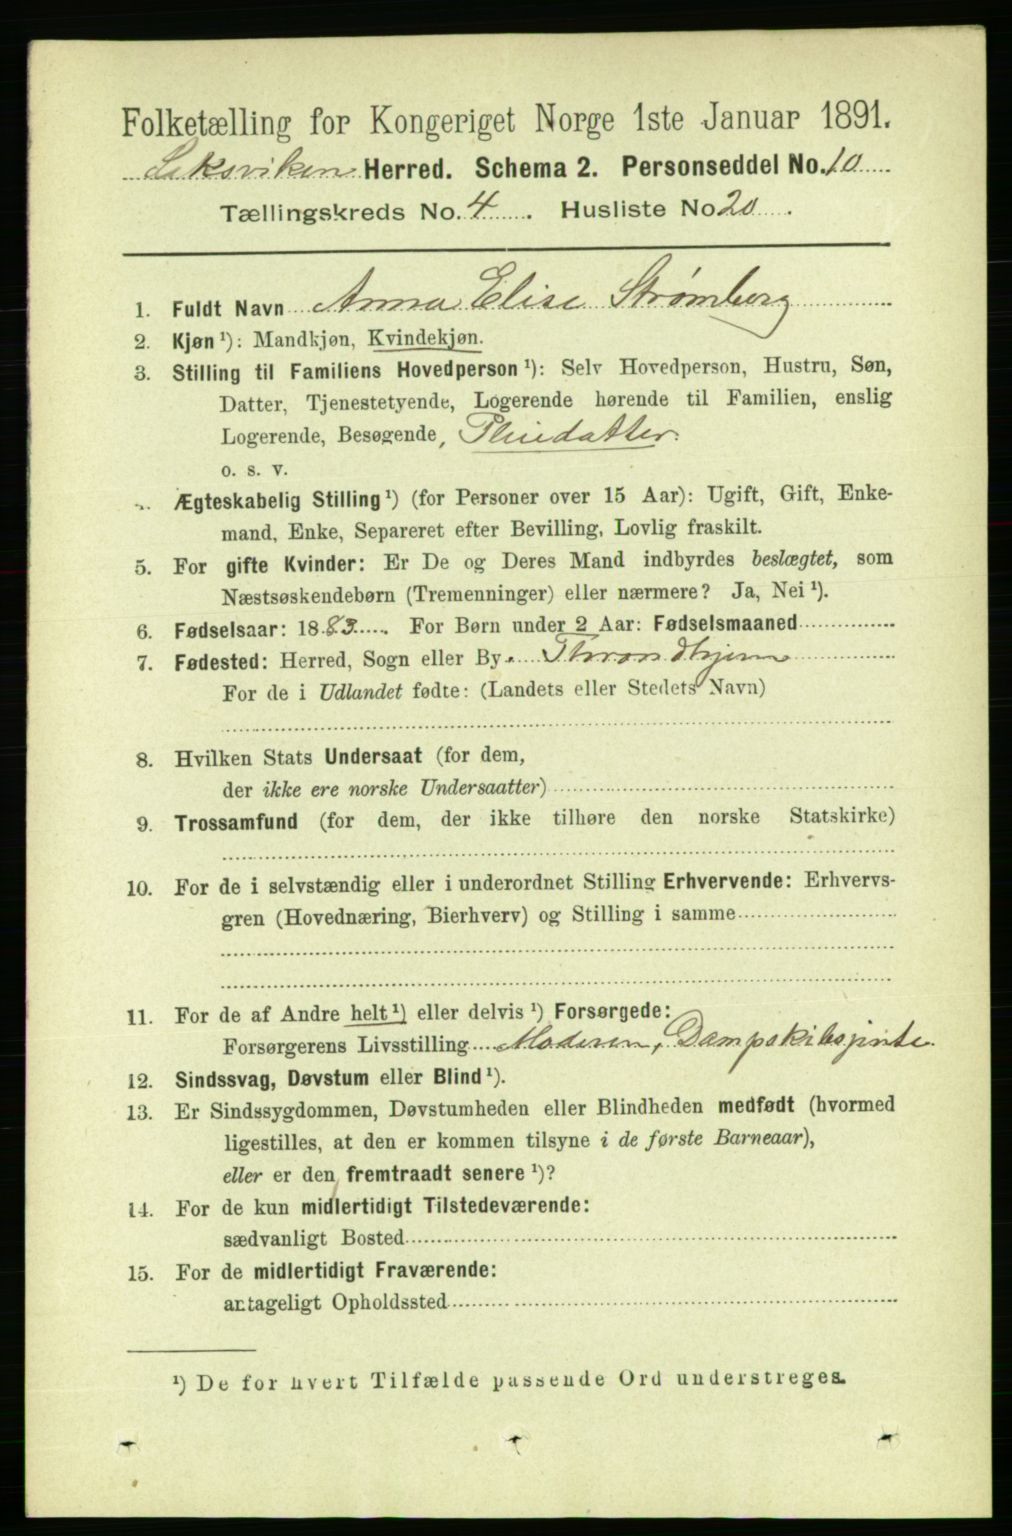 Folketælling for Kongeriget Norge 1ste Januar 1891.
Leksviken Herred. Schema 2. Personseddel No. 10
Tællingskreds No. 4. Husliste No 20.
1. Fuldt Navn Anna Elise Strømberg
2. Kjøn ¹): Mandkjøn, Kvindekjøn.
3. Stilling til Familiens Hovedperson ¹): Selv Hovedperson, Hustru, Søn,
Datter, Tjenestetyende, Logerende hørende til Familien, enslig
Logerende, Besøgende, Pleiedatter.
o. s. v.
Ægteskabelig Stilling ¹) (for Personer over 15 Aar): Ugift, Gift, Enke-
mand, Enke, Separeret efter Bevilling, Lovlig fraskilt.
5. For gifte Kvinder: Er De og Deres Mand indbyrdes beslægtet, som
Næstsøskendebørn (Tremenninger) eller nærmere? Ja, Nei ¹).
6. Fødselsaar: 1883. For Børn under 2 Aar: Fødselsmaaned
7. Fødested: Herred, Sogn eller By. Throndhjem
For de i Udlandet fødte: (Landets eller Stedets Navn)
8. Hvilken Stats Undersaat (for dem,
der ikke ere norske Undersaatter)
9. Trossamfund (for dem, der ikke tilhøre den norske Statskirke)
10. For de i selvstændig eller i underordnet Stilling Erhvervende: Erhvervs-
gren (Hovednæring, Bierhverv) og Stilling i samme
11. For de af Andre helt ¹) eller delvis ¹) Forsørgede:
Forsørgerens Livsstilling Moderen, Dampskibsjente
12. Sindssvag, Døvstum eller Blind ¹).
13. Er Sindssygdommen, Døvstumheden eller Blindheden medfødt (hvormed
ligestilles, at den er kommen tilsyne i de første Barneaar),
eller er den fremtraadt senere ¹)?
14. For de kun midlertidigt Tilstedeværende:
sædvanligt Bosted
15. For de midlertidigt Fraværende:
antageligt Opholdssted
¹) De for hvert Tilfælde passende Ord understreges.